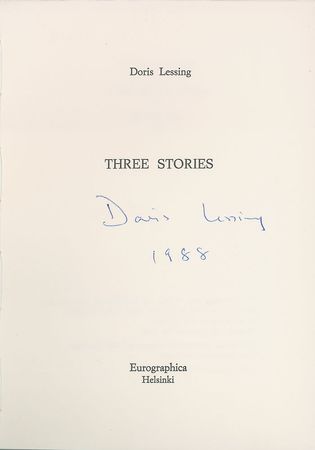 Doris Lessing
THREE STORIES
Doris Lessing
1988
Eurographica
Helsinki